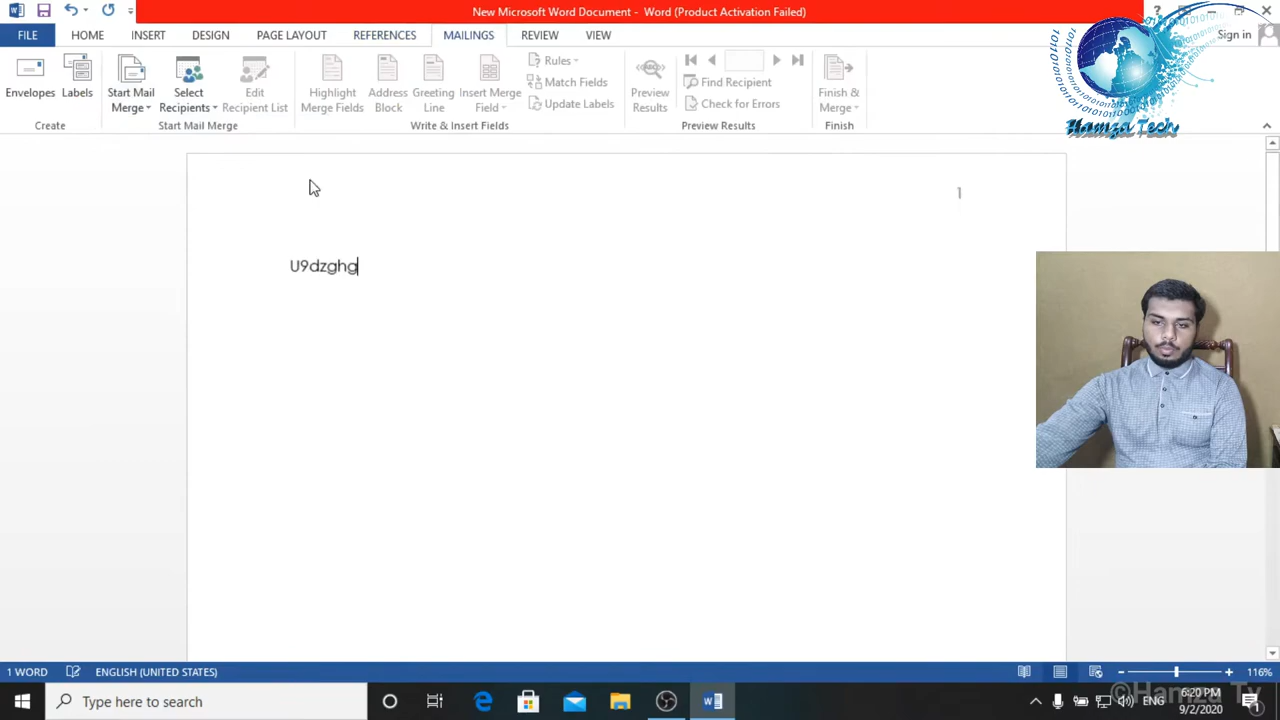 New Microsoft Word Document - Word (Product Activation Failed)
?
FILE HOME INSERT DESIGN PAGE LAYOUT REFERENCES MAILINGS REVIEW VIEW Sign in
Envelopes Labels
Start Mail Merge
Select Recipients
Edit Recipient List
Highlight Merge Fields
Address Block
Greeting Line
Insert Merge Field
Rules
Match Fields
Update Labels
Preview Results
Find Recipient
Check for Errors
Finish & Merge
Create Start Mail Merge Write & Insert Fields Preview Results Finish
Hamza Tech
1
U9dzghg
1 WORD ENGLISH (UNITED STATES) 116%
©Hamza Tv
Type here to search
ENG
6:20 PM
9/2/2020
1